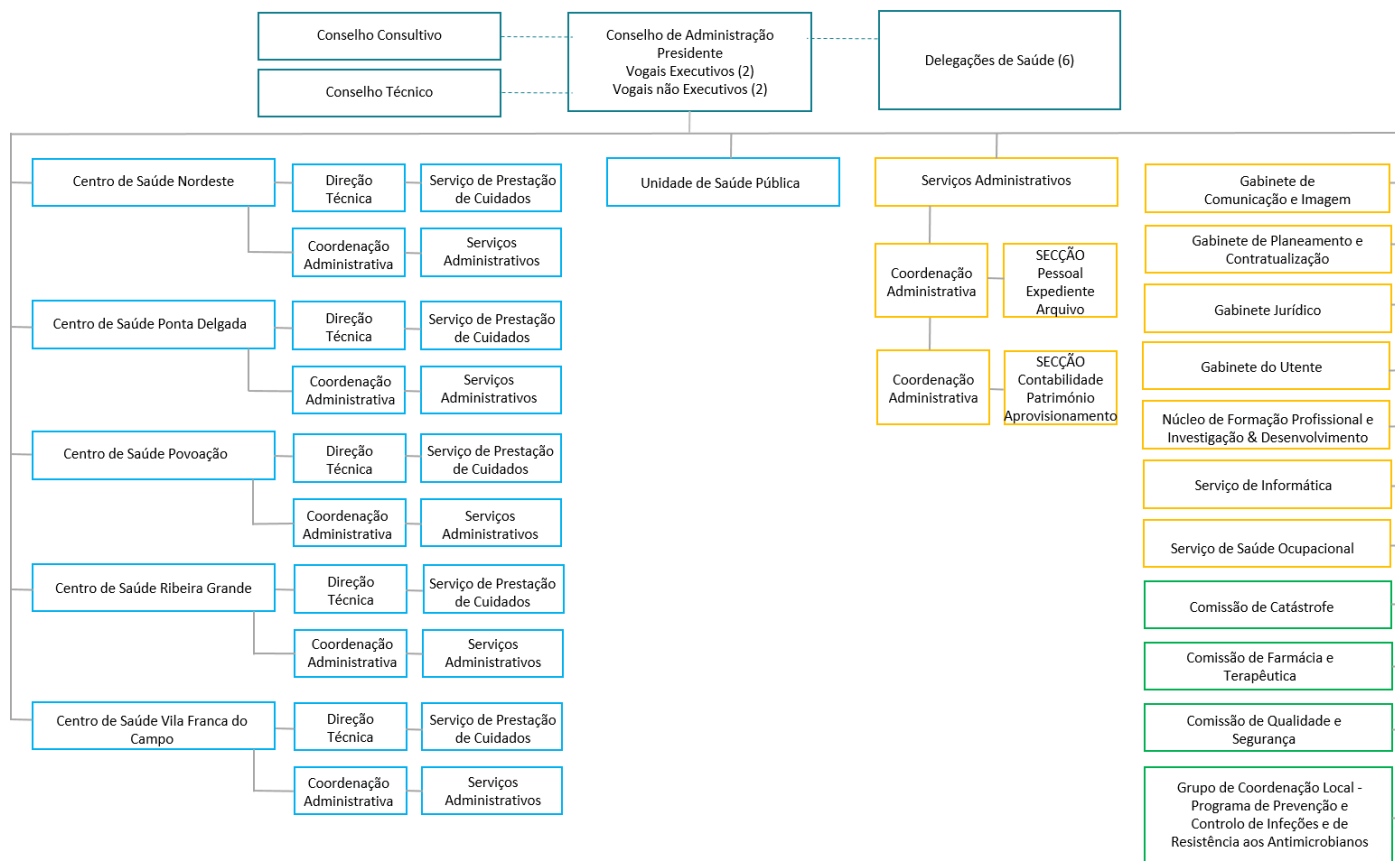 Conselho Consultivo
Conselho Técnico
Conselho de Administração
Presidente
Vogais Executivos (2)
Vogais não Executivos (2)
Delegações de Saúde (6)
Centro de Saúde Nordeste
Direção
Técnica
Serviço de Prestação
de Cuidados
Coordenação
Administrativa
Serviços
Administrativos
Centro de Saúde Ponta Delgada
Direção
Técnica
Serviço de Prestação
de Cuidados
Coordenação
Administrativa
Serviços
Administrativos
Centro de Saúde Povoação
Direção
Técnica
Serviço de Prestação
de Cuidados
Coordenação
Administrativa
Serviços
Administrativos
Centro de Saúde Ribeira Grande
Direção
Técnica
Serviço de Prestação
de Cuidados
Coordenação
Administrativa
Serviços
Administrativos
Centro de Saúde Vila Franca do
Campo
Direção
Técnica
Serviço de Prestação
de Cuidados
Coordenação
Administrativa
Serviços
Administrativos
Unidade de Saúde Pública
Serviços Administrativos
Coordenação
Administrativa
SECÇÃO
Pessoal
Expediente
Arquivo
Coordenação
Administrativa
SECÇÃO
Contabilidade
Património
Aprovisionamento
Gabinete de
Comunicação e Imagem
Gabinete de Planeamento e
Contratualização
Gabinete Jurídico
Gabinete do Utente
Núcleo de Formação Profissional e
Investigação & Desenvolvimento
Serviço de Informática
Serviço de Saúde Ocupacional
Comissão de Catástrofe
Comissão de Farmácia e
Terapêutica
Comissão de Qualidade e
Segurança
Grupo de Coordenação Local -
Programa de Prevenção e
Controlo de Infeções e de
Resistência aos Antimicrobianos